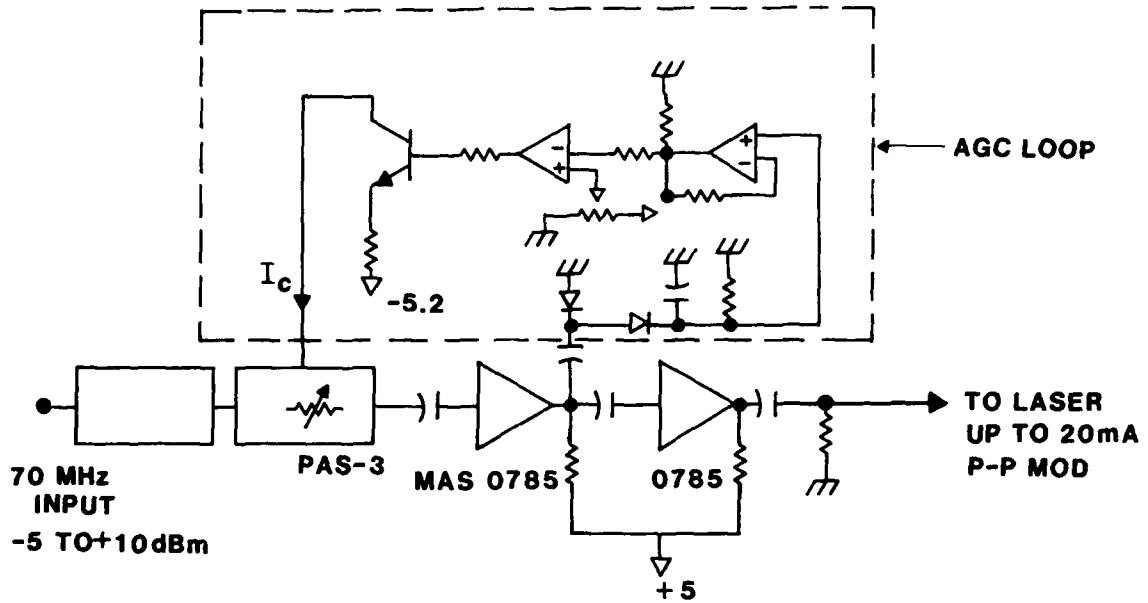 AGC LOOP
+
-
-
+
Ic
-5.2
PAS-3
MAS 0785
0785
70 MHz
INPUT
-5 TO+10dBm
TO LASER
UP TO 20mA
P-P MOD
+5